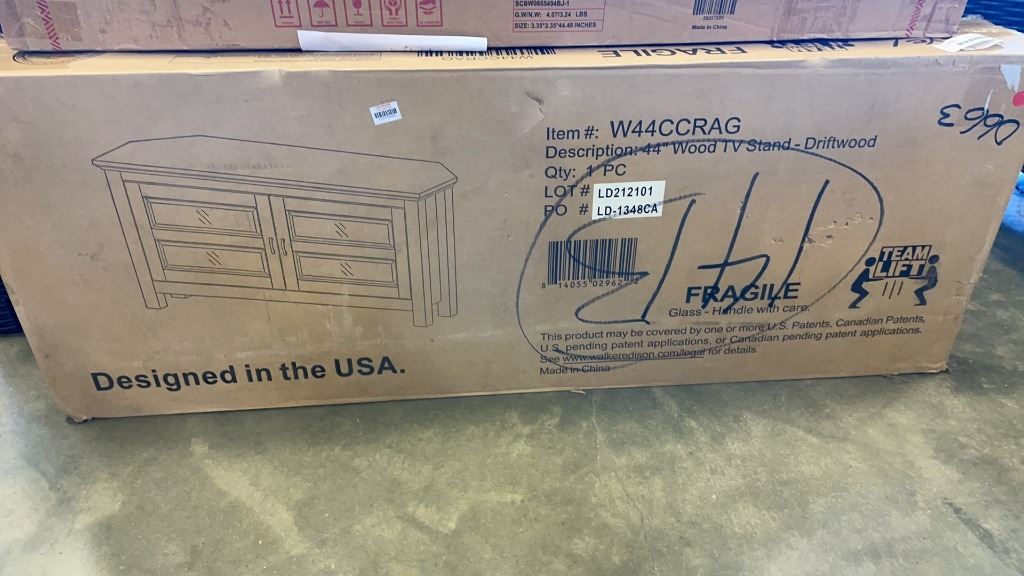 SCBW0655494BJ-1
G.W/N.W: 4.07/3.24 LBS
SIZE: 3.35*3.35*44.48 INCHES
Made in China
W44CCRAG
FRAGILE
0663
Item #: W44CCRAG
Description: 44" Wood TV Stand - Driftwood
Qty: 1 PC
LOT # LD212101
PO # LD-1348CA
FRAGILE
Glass - Handle with care.
TEAM
LIFT
This product may be covered by one or more U.S. Patents, Canadian Patents,
U.S. pending patent applications, or Canadian pending patent applications.
See www.walkeredison.com/legal for details.
Made in China
Designed in the USA.